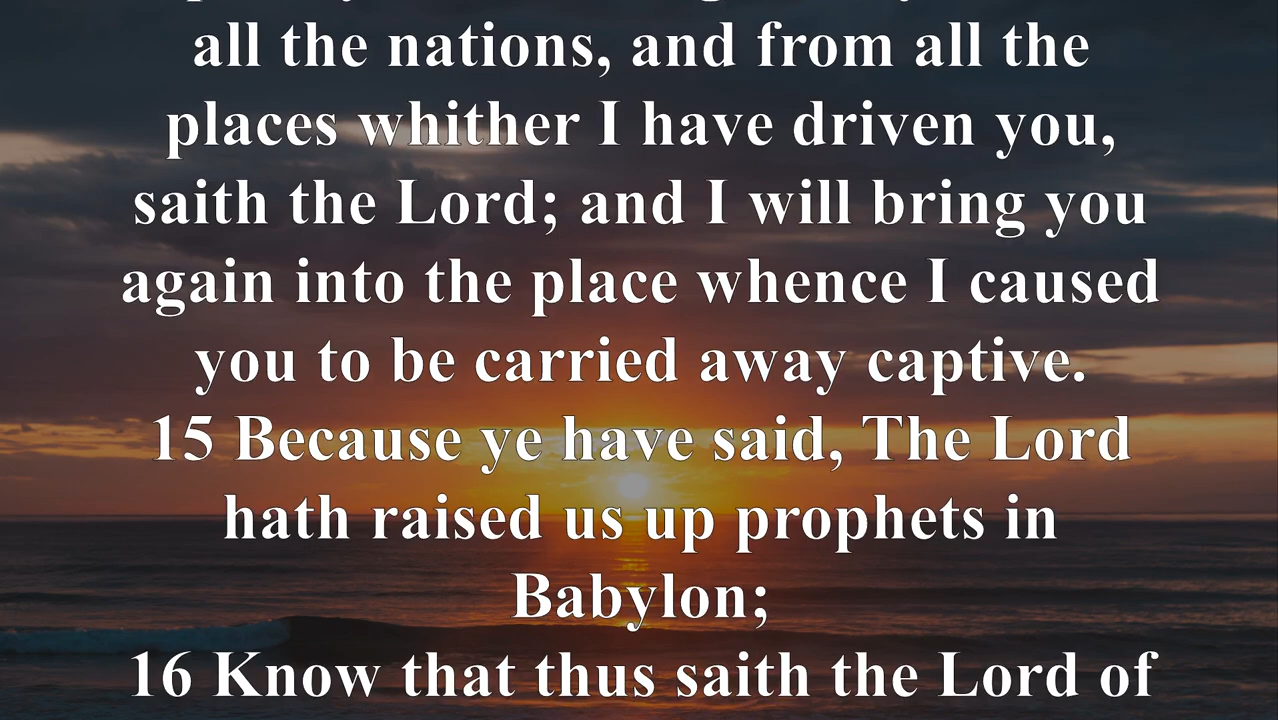 all the nations, and from all the
places whither I have driven you,
saith the Lord; and I will bring you
again into the place whence I caused
you to be carried away captive.
15 Because ye have said, The Lord
hath raised us up prophets in
Babylon;
16 Know that thus saith the Lord of